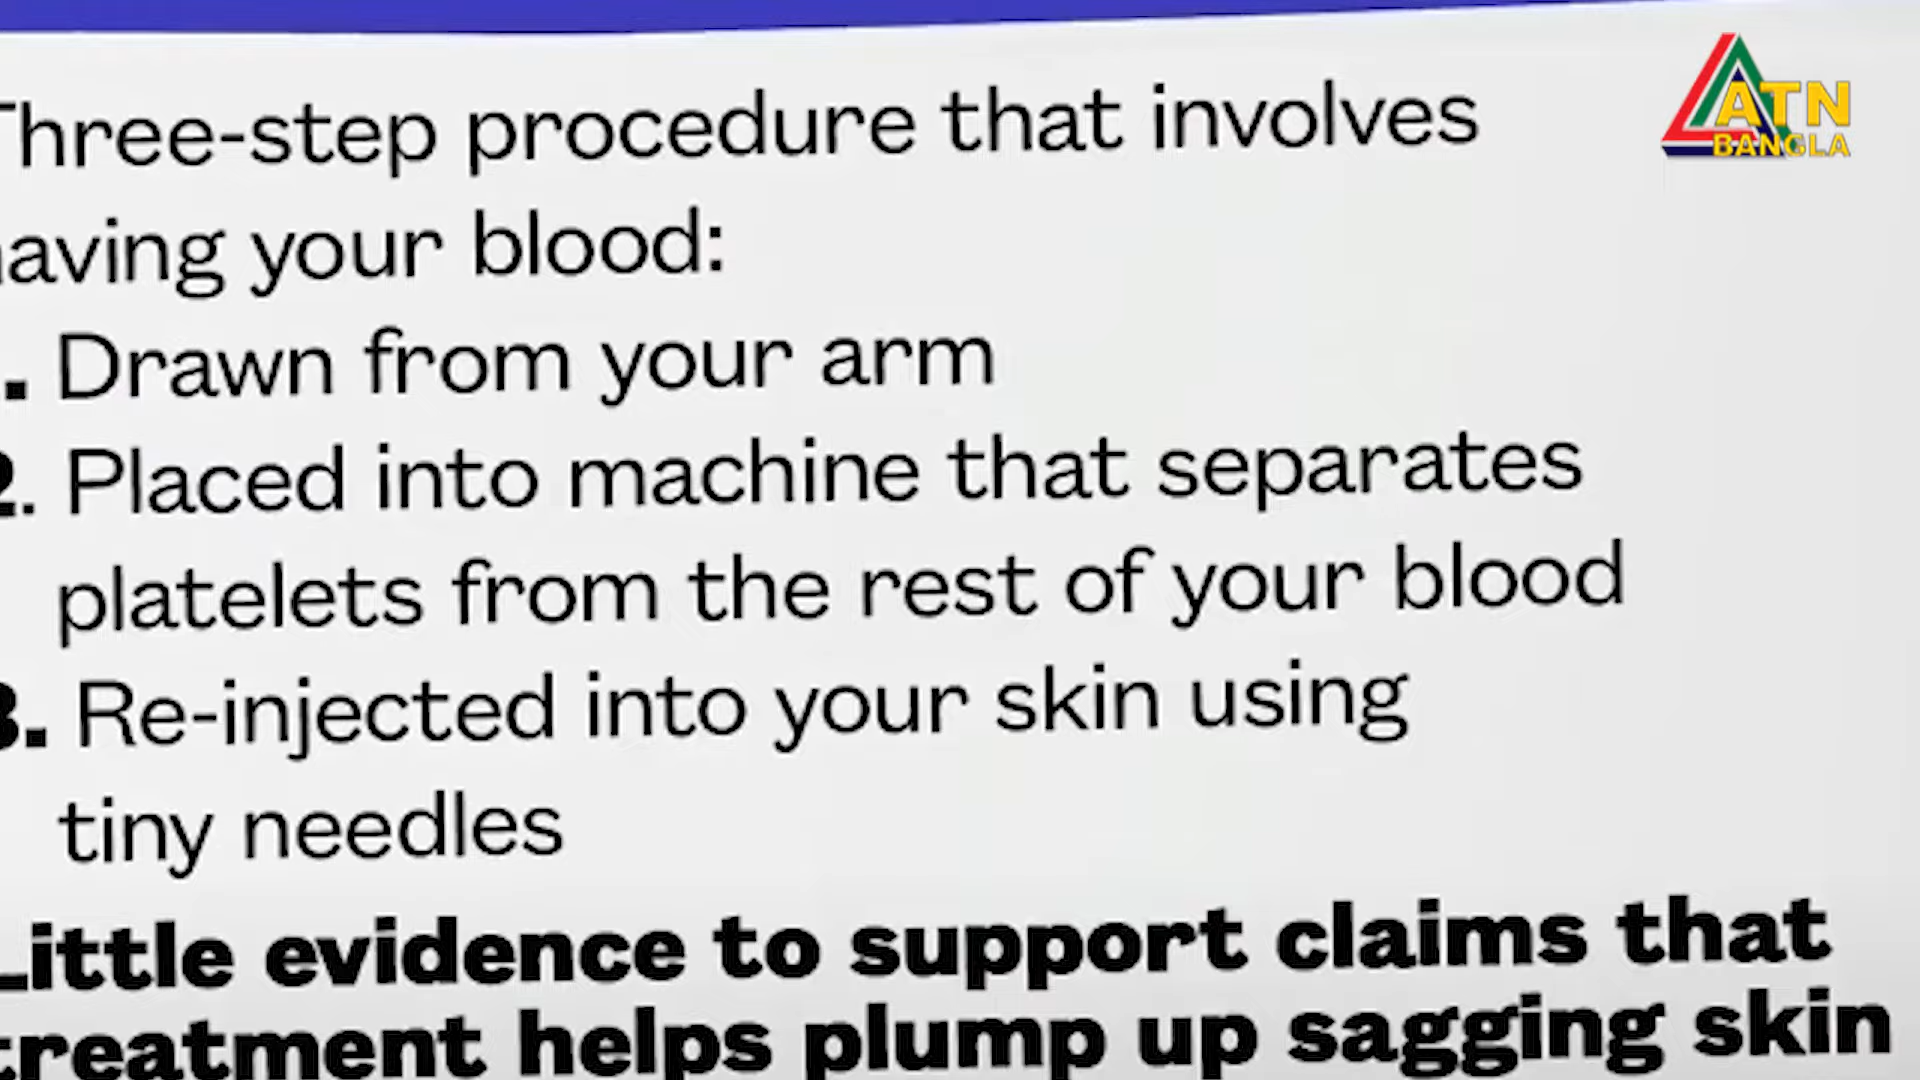 Three-step procedure that involves
having your blood:
1. Drawn from your arm
2. Placed into machine that separates
platelets from the rest of your blood
3. Re-injected into your skin using
tiny needles
Little evidence to support claims that
treatment helps plump up sagging skin
ATN
BANGLA